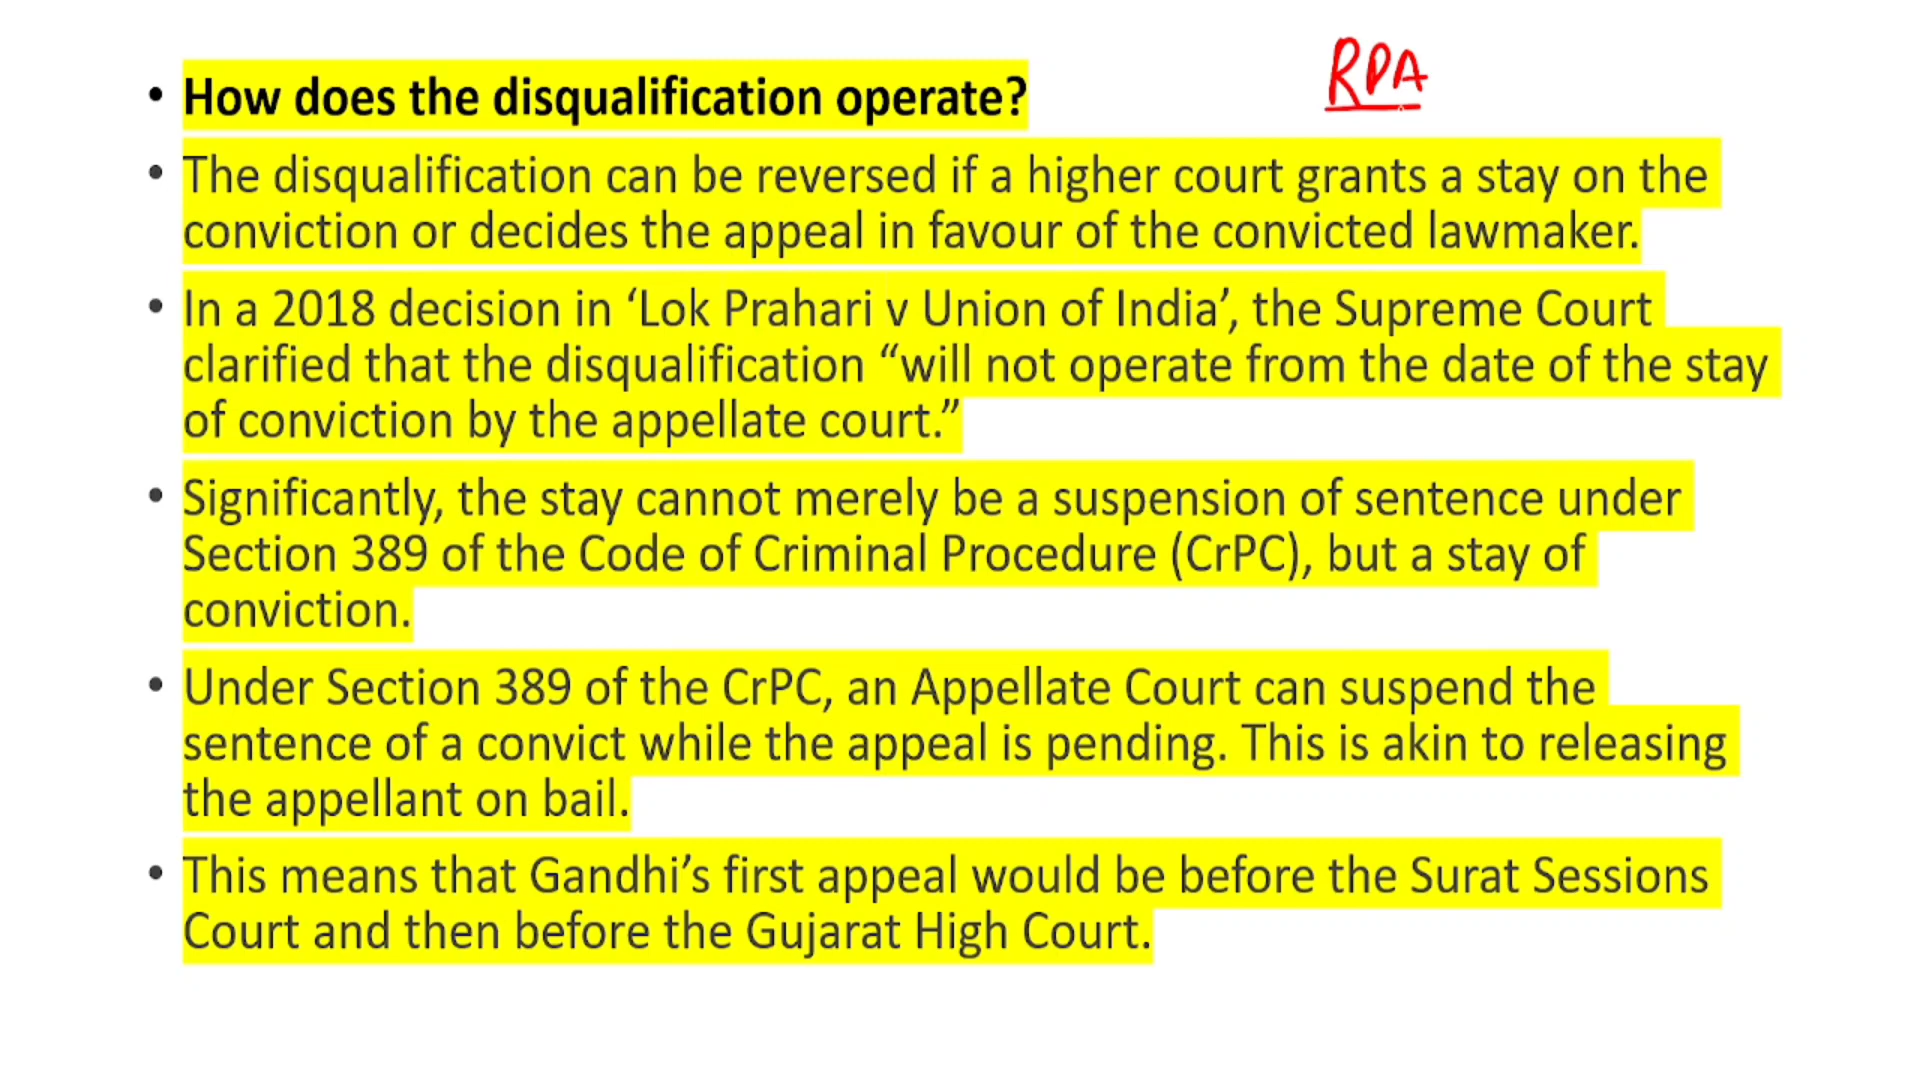 • How does the disqualification operate?
RPA
• The disqualification can be reversed if a higher court grants a stay on the
conviction or decides the appeal in favour of the convicted lawmaker.
• In a 2018 decision in ‘Lok Prahari v Union of India’, the Supreme Court
clarified that the disqualification “will not operate from the date of the stay
of conviction by the appellate court.”
• Significantly, the stay cannot merely be a suspension of sentence under
Section 389 of the Code of Criminal Procedure (CrPC), but a stay of
conviction.
• Under Section 389 of the CrPC, an Appellate Court can suspend the
sentence of a convict while the appeal is pending. This is akin to releasing
the appellant on bail.
• This means that Gandhi’s first appeal would be before the Surat Sessions
Court and then before the Gujarat High Court.